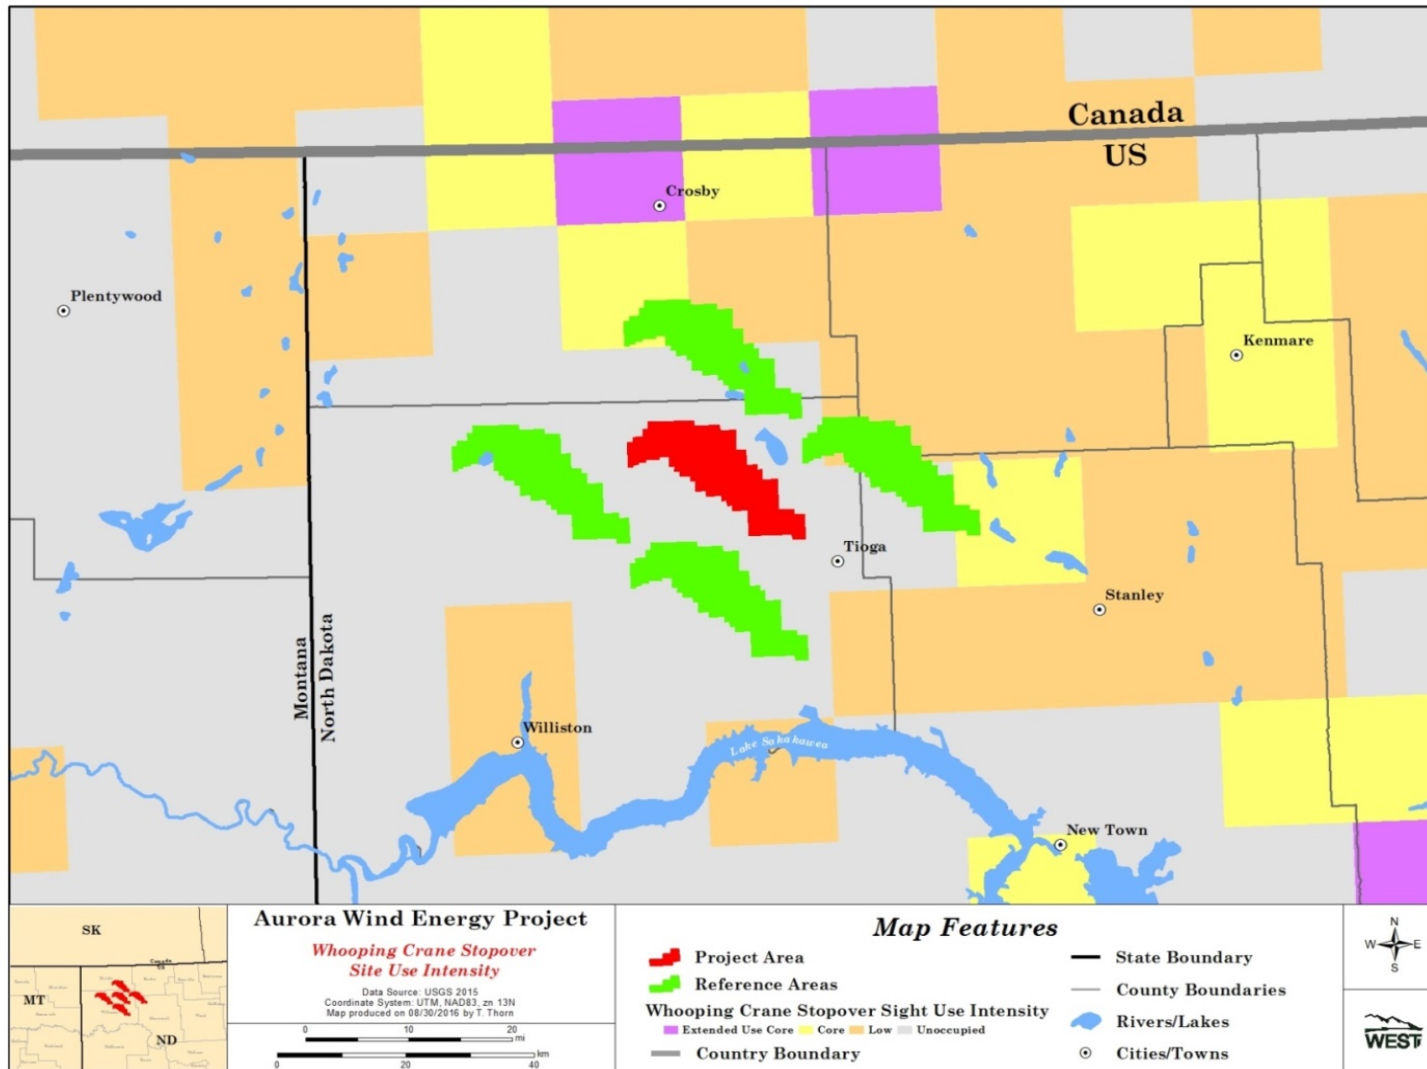 Canada
US
Crosby
Plentywood
Kenmare
Tioga
Stanley
Montana
North Dakota
Williston
Lake Sakakawea
New Town
SK
Canada
US
MT
ND
Aurora Wind Energy Project
Whooping Crane Stopover
Site Use Intensity
Data Source: USGS 2015
Coordinate System: UTM, NAD83, zn 13N
Map produced on 08/30/2016 by T. Thorn
0 10 20
mi
km
0 20 40
Map Features
Project Area
Reference Areas
Whooping Crane Stopover Sight Use Intensity
Extended Use Core Core Low Unoccupied
Country Boundary
State Boundary
County Boundaries
Rivers/Lakes
Cities/Towns
N
W E
S
WEST